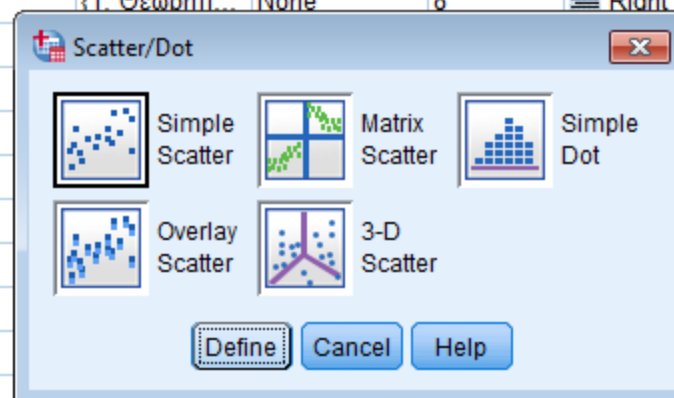 None
Right
Scatter/Dot
Simple
Scatter
Matrix
Scatter
Simple
Dot
Overlay
Scatter
3-D
Scatter
Define
Cancel
Help